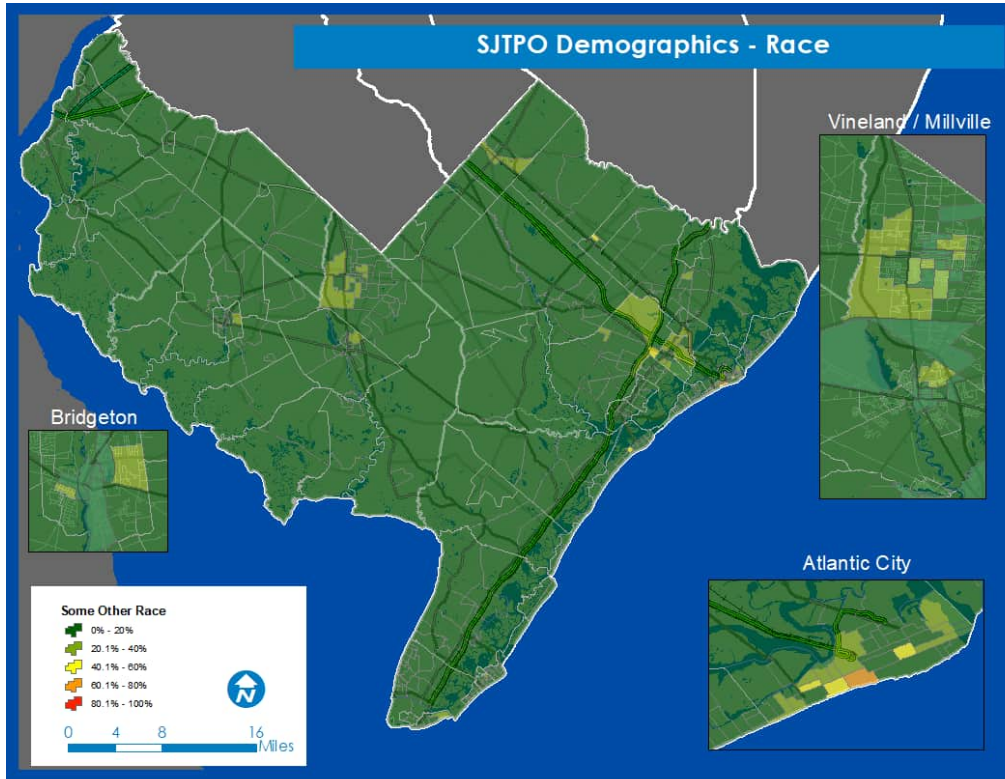 SJTPO Demographics - Race
Vineland / Millville
Bridgeton
Atlantic City
Some Other Race
0% - 20%
20.1% - 40%
40.1% - 60%
60.1% - 80%
80.1% - 100%
N
0 4 8 16
Miles